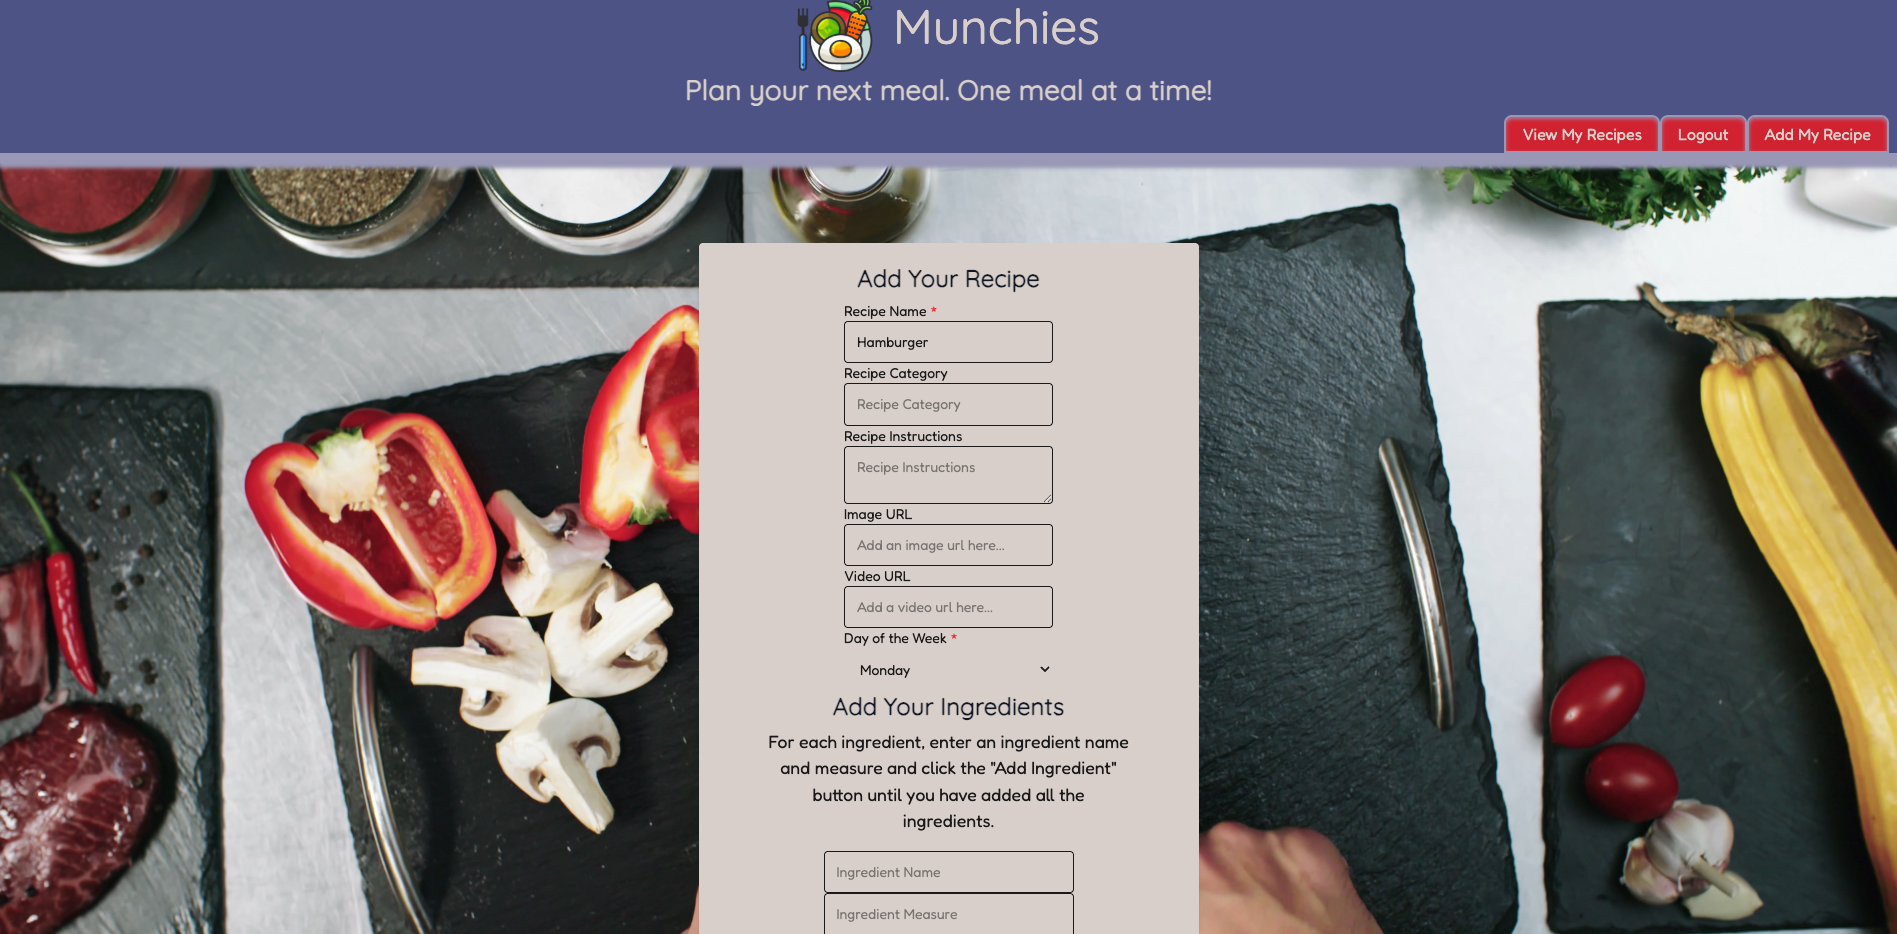 Munchies
Plan your next meal. One meal at a time!
View My Recipes
Logout
Add My Recipe
Add Your Recipe
Recipe Name *
Hamburger
Recipe Category
Recipe Category
Recipe Instructions
Recipe Instructions
Image URL
Add an image url here...
Video URL
Add a video url here...
Day of the Week *
Monday
Add Your Ingredients
For each ingredient, enter an ingredient name
and measure and click the "Add Ingredient"
button until you have added all the
ingredients.
Ingredient Name
Ingredient Measure